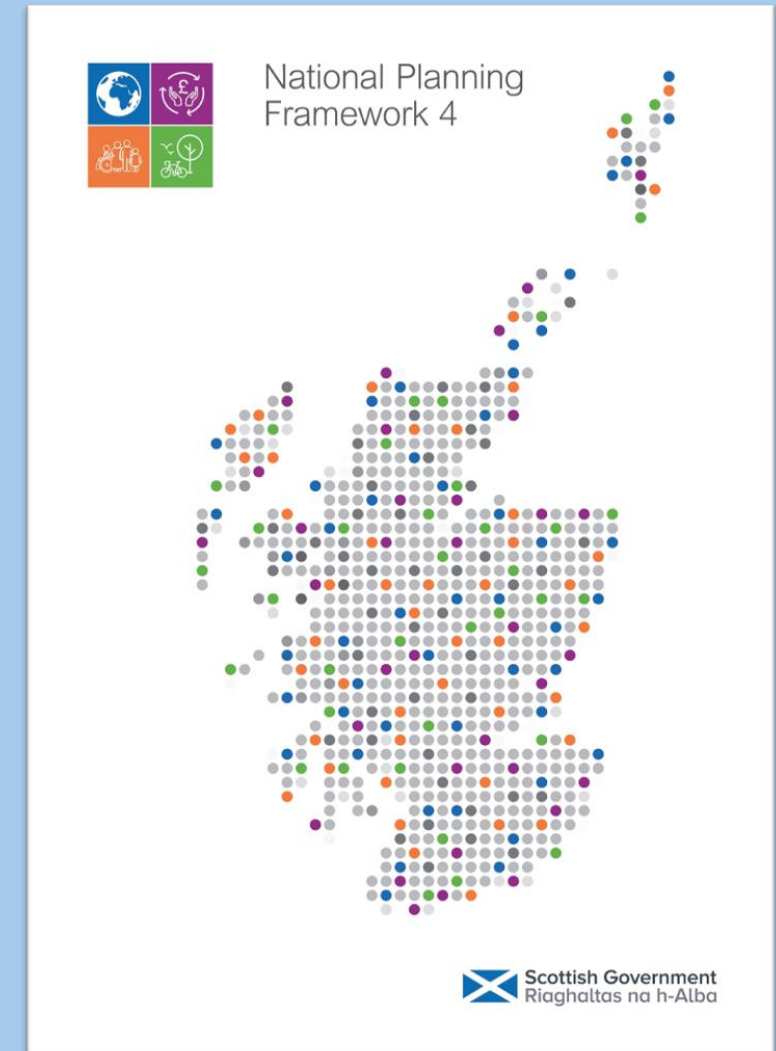 National Planning
Framework 4
£
Scottish Government
Riaghaltas na h-Alba